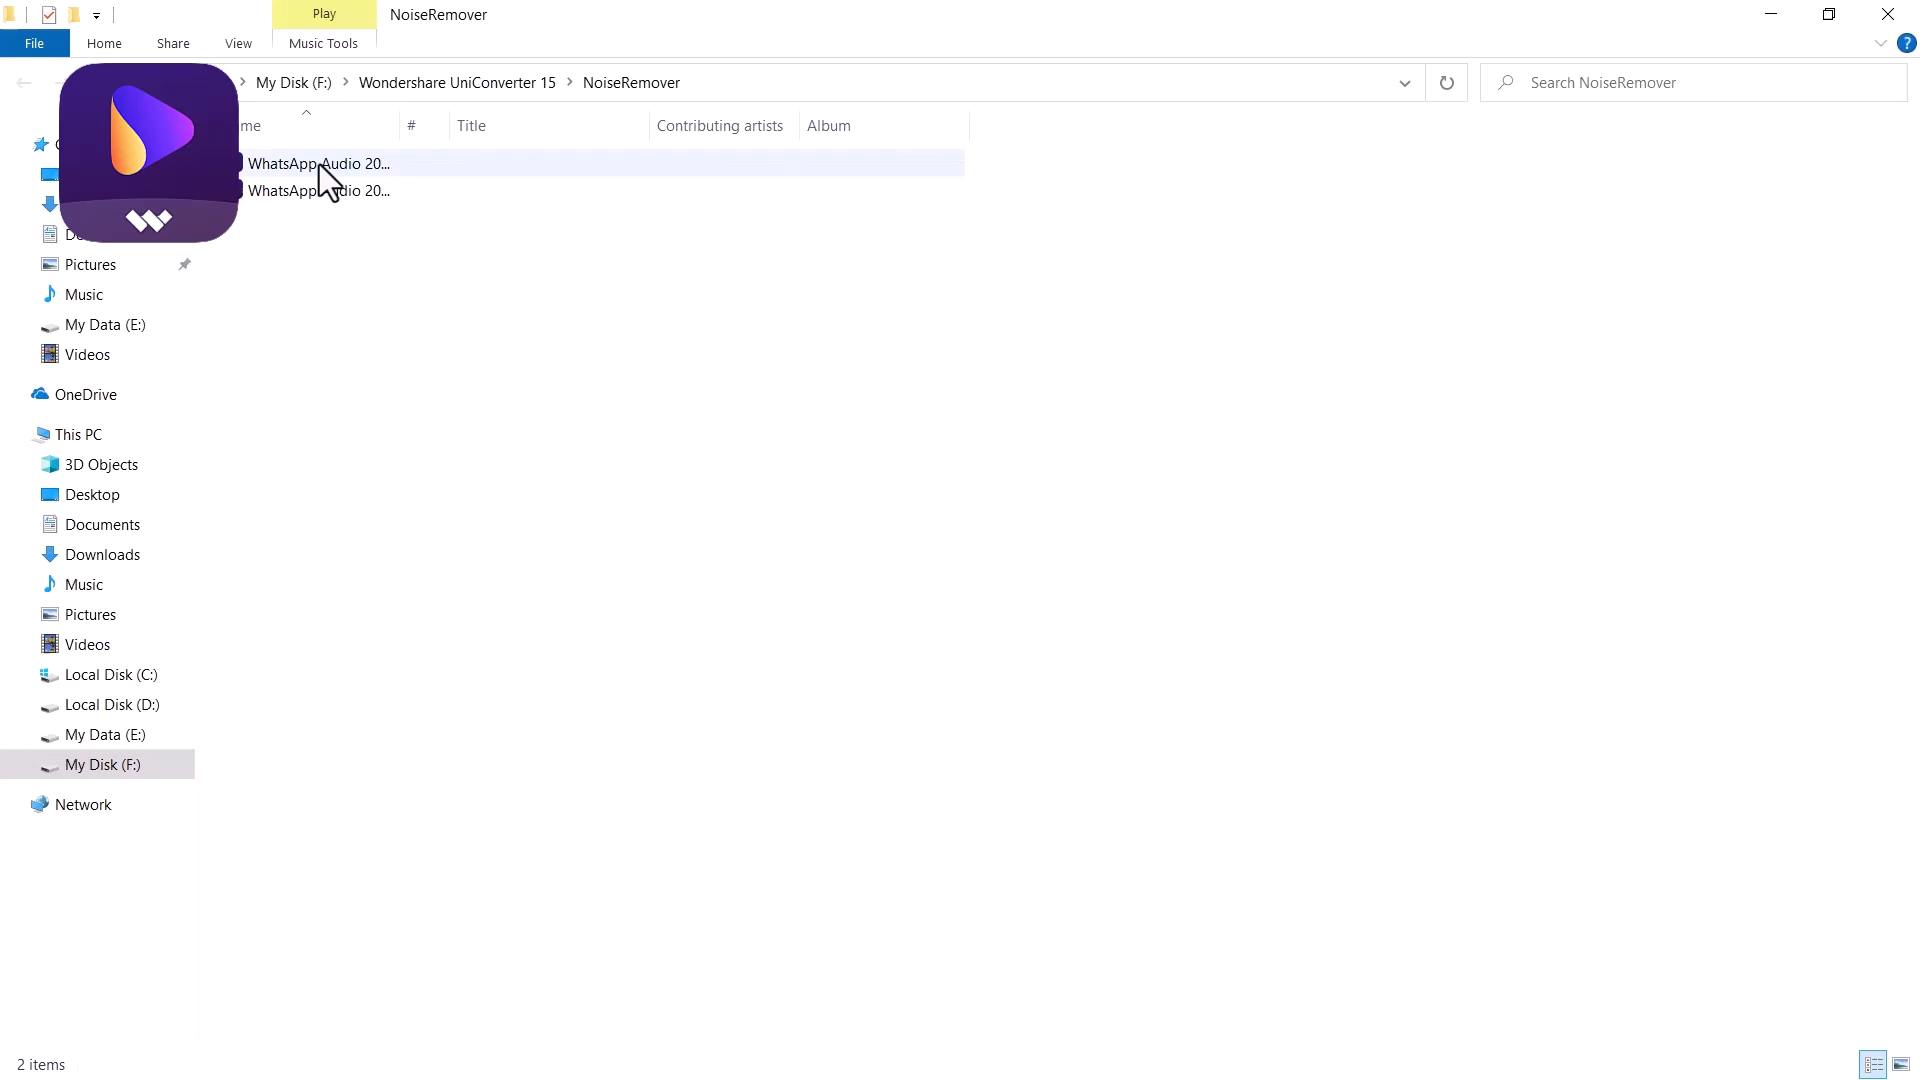 Play
NoiseRemover
File
Home
Share
View
Music Tools
?
My Disk (F:)
Wondershare UniConverter 15
NoiseRemover
Search NoiseRemover
me
#
Title
Contributing artists
Album
WhatsApp Audio 20...
WhatsApp Audio 20...
Pictures
Music
My Data (E:)
Videos
OneDrive
This PC
3D Objects
Desktop
Documents
Downloads
Music
Pictures
Videos
Local Disk (C:)
Local Disk (D:)
My Data (E:)
My Disk (F:)
Network
2 items